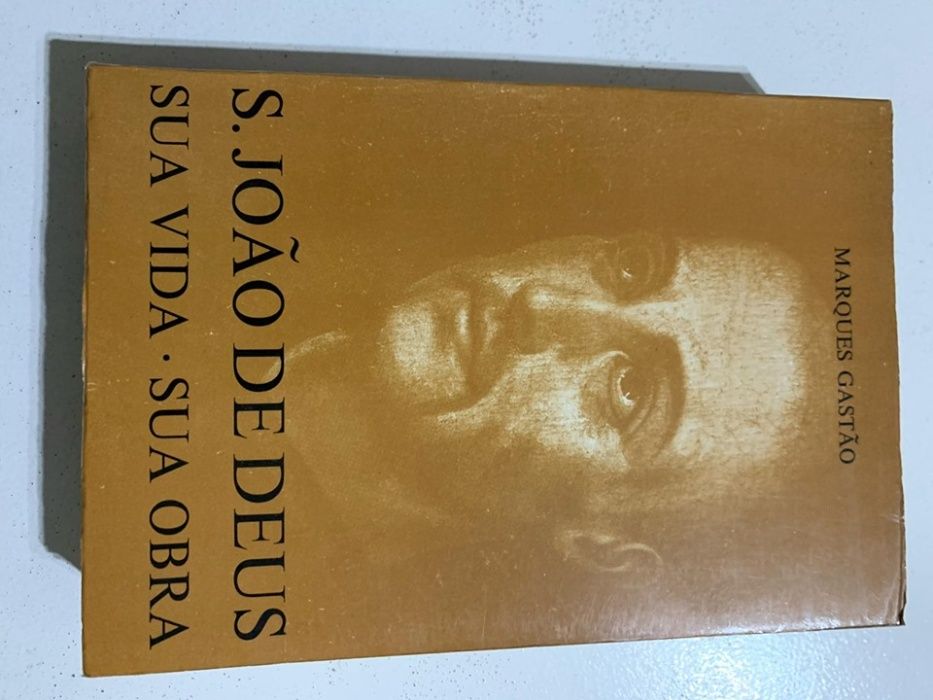 MARQUES GASTÃO
S. JOÃO DE DEUS
SUA VIDA · SUA OBRA